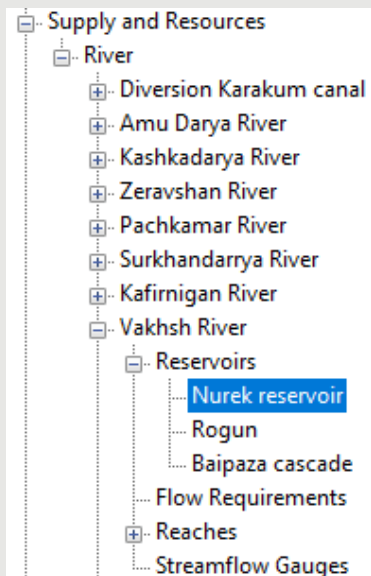 Supply and Resources
River
Diversion Karakum canal
Amu Darya River
Kashkadarya River
Zeravshan River
Pachkamar River
Surkhandarrya River
Kafirnigan River
Vakhsh River
Reservoirs
Nurek reservoir
Rogun
Baipaza cascade
Flow Requirements
Reaches
Streamflow Gauges